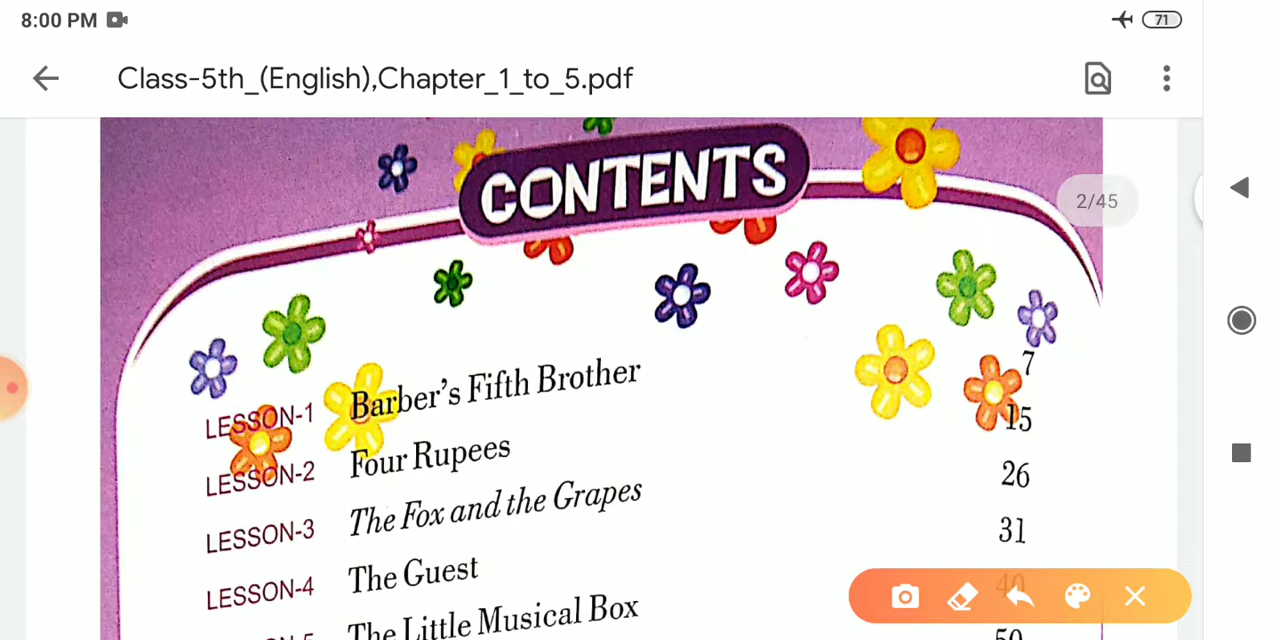 8:00 PM
71
Class-5th_(English),Chapter_1_to_5.pdf
CONTENTS
2/45
LESSON-1 Barber's Fifth Brother 7
LESSON-2 Four Rupees 15
LESSON-3 The Fox and the Grapes 26
LESSON-4 The Guest 31
The Little Musical Box 40
50